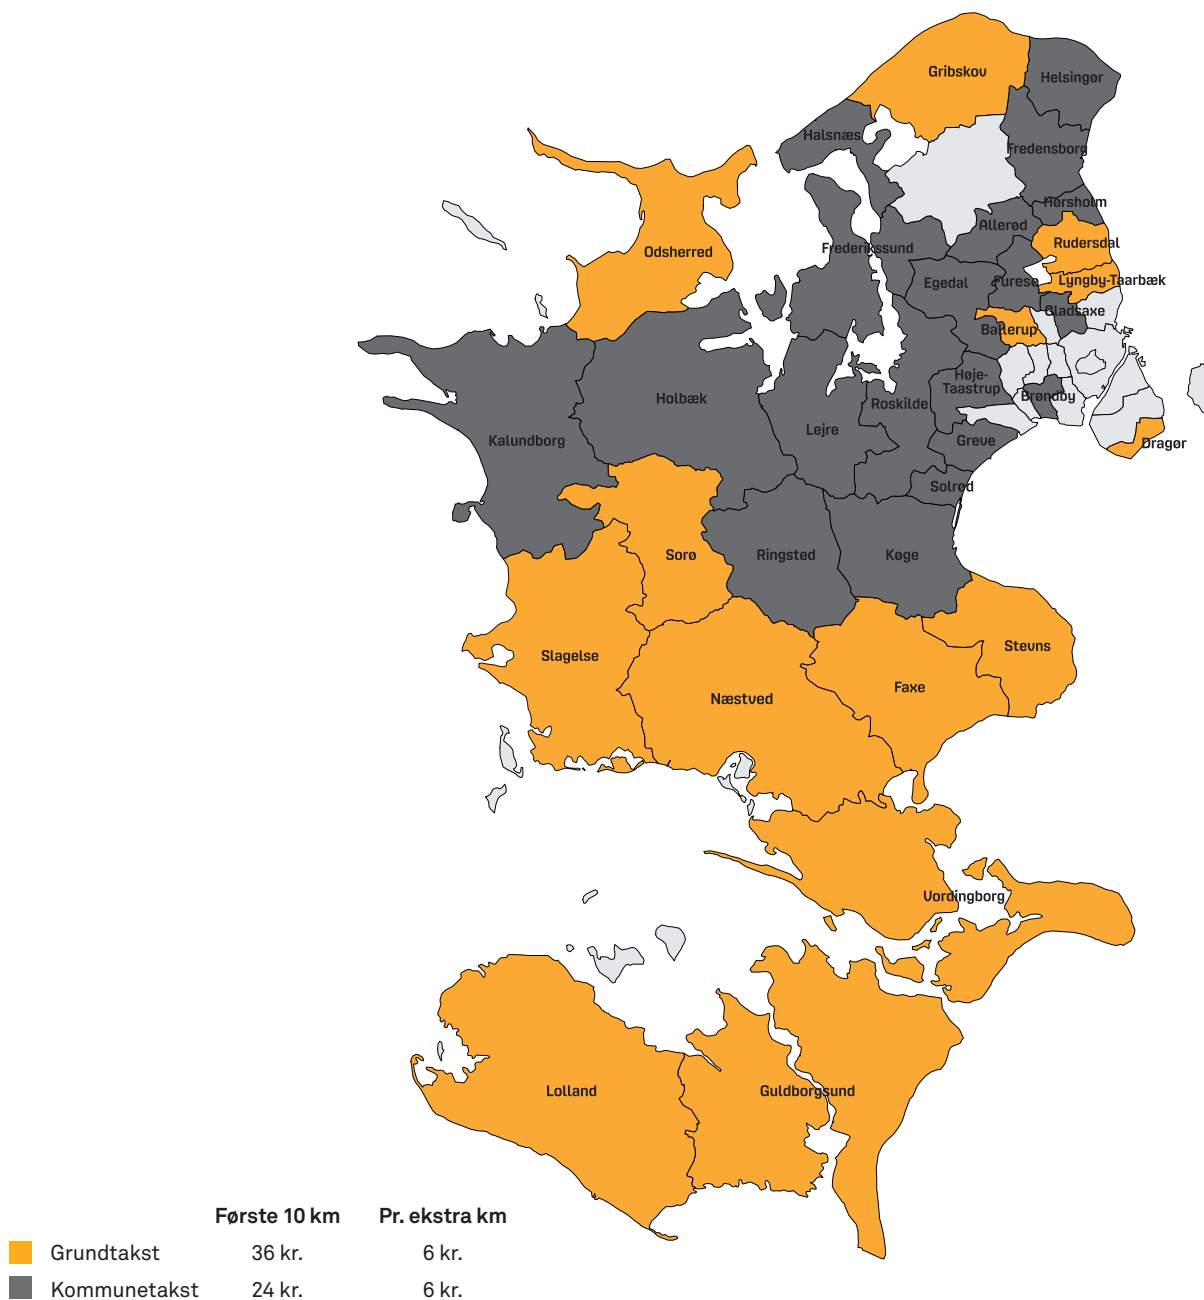 Gribskov
Helsingør
Halsnæs
Fredensborg
Hørsholm
Allerød
Rudersdal
Frederikssund
Odsherred
Egedal
Furesø
Lyngby-Taarbæk
Gladsaxe
Ballerup
Høje-
Taastrup
Holbæk
Roskilde
Brøndby
Lejre
Kalundborg
Greve
Dragør
Solrød
Sorø
Ringsted
Køge
Slagelse
Stevns
Næstved
Faxe
Vordingborg
Lolland
Guldborgsund
Første 10 km Pr. ekstra km
Grundtakst 36 kr. 6 kr.
Kommunetakst 24 kr. 6 kr.